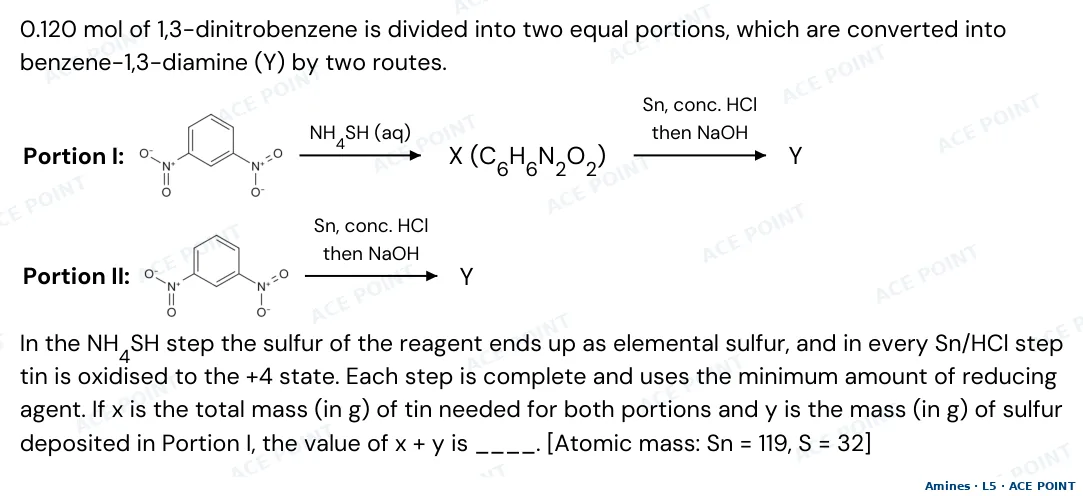 0.120 mol of 1,3-dinitrobenzene is divided into two equal portions, which are converted into
benzene-1,3-diamine (Y) by two routes.
Sn, conc. HCl
NH₄SH (aq)
then NaOH
Portion I:
O⁻
N⁺
O
N⁺
O
O⁻
X (C₆H₆N₂O₂)
Y
Sn, conc. HCl
then NaOH
Portion II:
O⁻
N⁺
O
N⁺
O
O⁻
Y
In the NH₄SH step the sulfur of the reagent ends up as elemental sulfur, and in every Sn/HCl step
tin is oxidised to the +4 state. Each step is complete and uses the minimum amount of reducing
agent. If x is the total mass (in g) of tin needed for both portions and y is the mass (in g) of sulfur
deposited in Portion I, the value of x + y is ____. [Atomic mass: Sn = 119, S = 32]
Amines · L5 · ACE POINT
ACE POINT